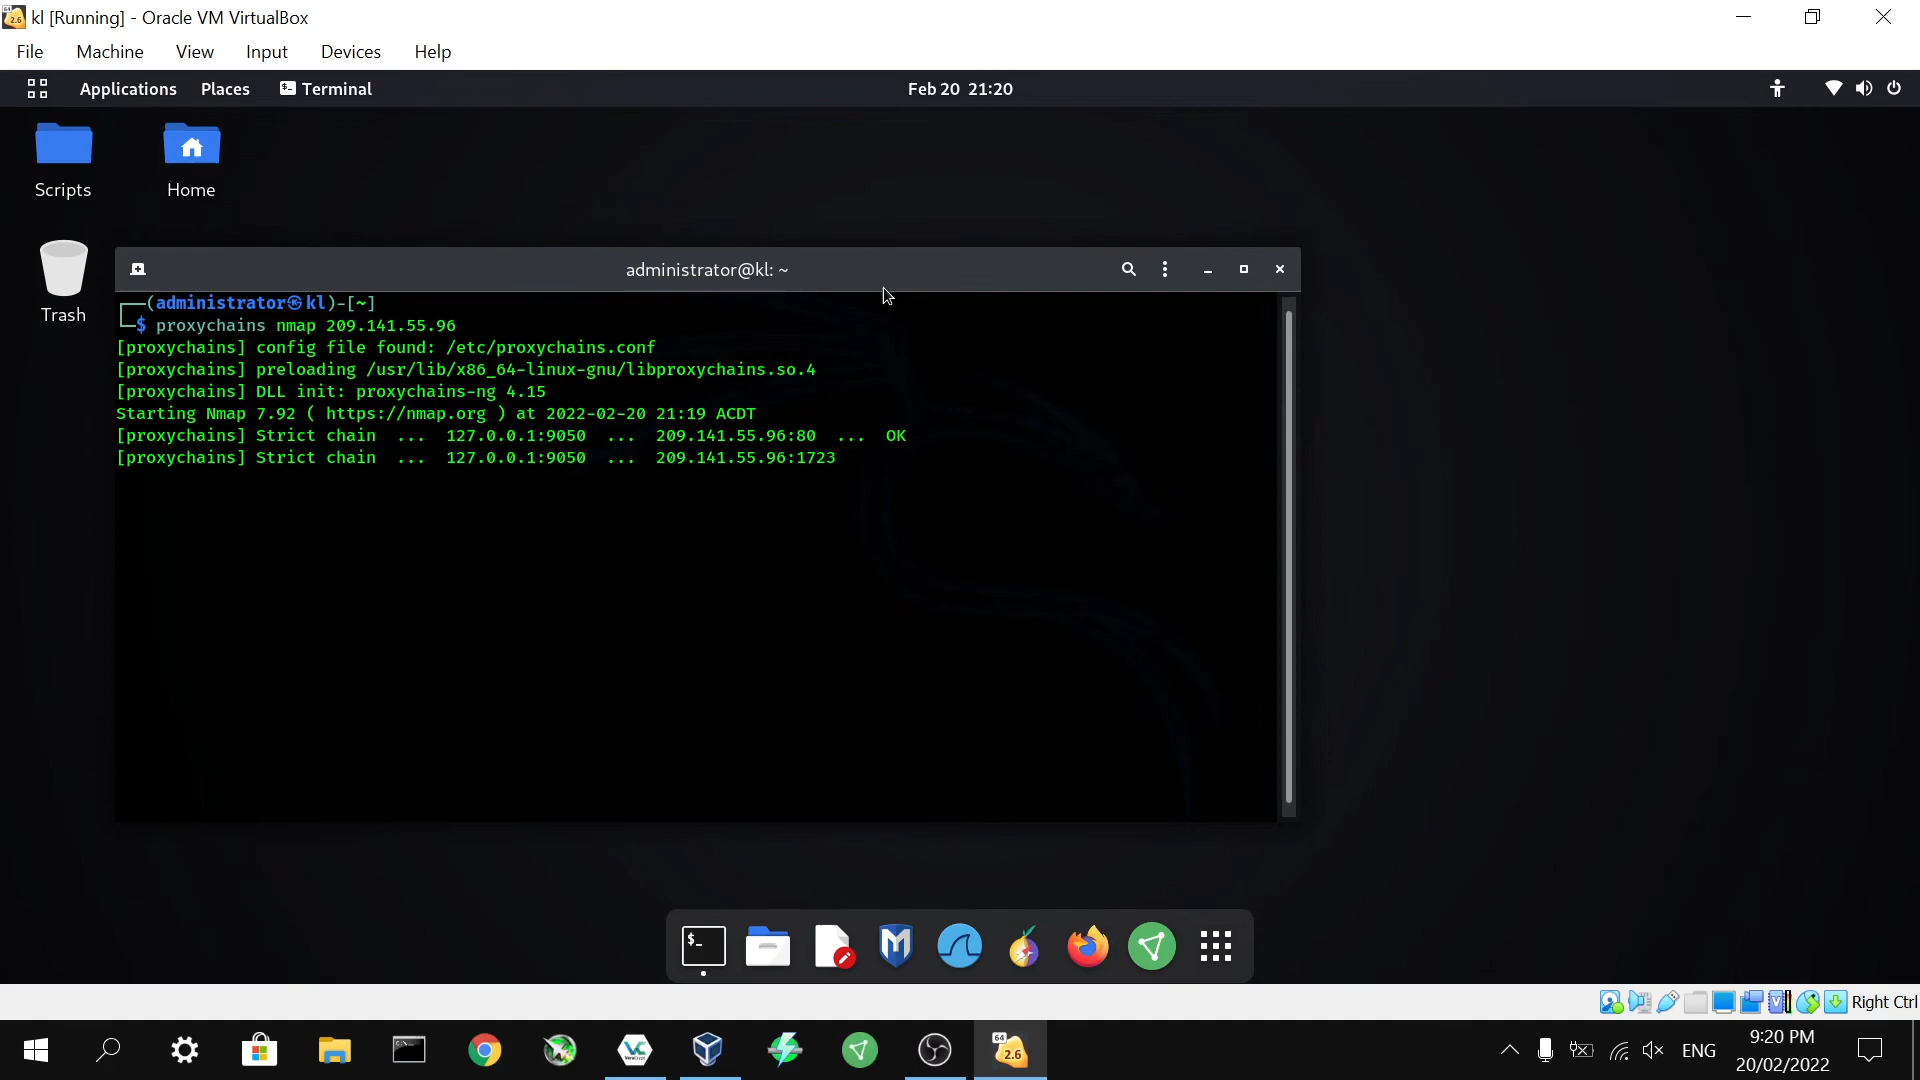 kl [Running] - Oracle VM VirtualBox
File Machine View Input Devices Help
Applications Places Terminal Feb 20 21:20
Scripts Home
Trash
administrator@kl: ~
┌──(administrator㉿kl)-[~]
└─$ proxychains nmap 209.141.55.96
[proxychains] config file found: /etc/proxychains.conf
[proxychains] preloading /usr/lib/x86_64-linux-gnu/libproxychains.so.4
[proxychains] DLL init: proxychains-ng 4.15
Starting Nmap 7.92 ( https://nmap.org ) at 2022-02-20 21:19 ACDT
[proxychains] Strict chain ... 127.0.0.1:9050 ... 209.141.55.96:80 ... OK
[proxychains] Strict chain ... 127.0.0.1:9050 ... 209.141.55.96:1723
Right Ctrl
64
2.6
ENG
9:20 PM
20/02/2022